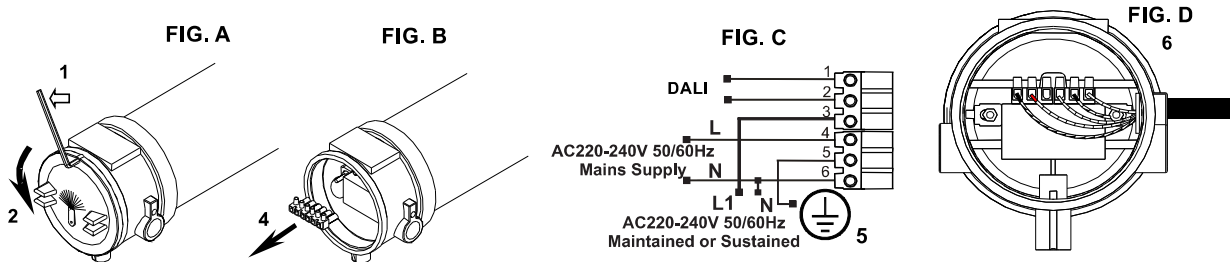 FIG. A
1
2
FIG. B
4
FIG. C
DALI
1
2
3
4
5
6
L
AC220-240V 50/60Hz
Mains Supply
N
L1
N
AC220-240V 50/60Hz
Maintained or Sustained
5
FIG. D
6